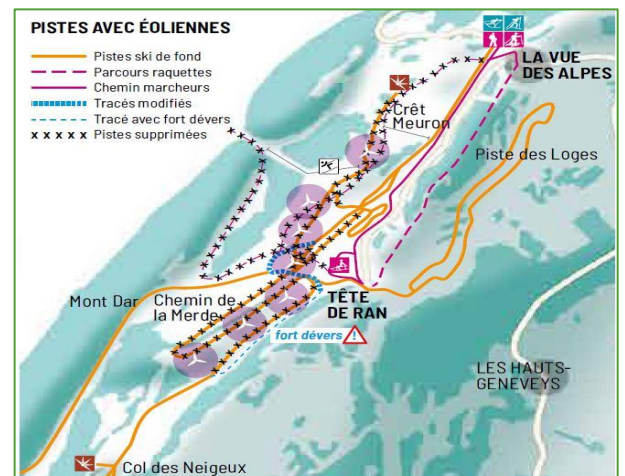 PISTES AVEC ÉOLIENNES
Pistes ski de fond
Parcours raquettes
Chemin marcheurs
Tracés modifiés
Tracé avec fort dévers
x x x x x Pistes supprimées
LA VUE
DES ALPES
Crêt
Meuron
Piste des Loges
Mont Dar
Chemin de
la Merde
TÊTE
DE RAN
fort dévers !
LES HAUTS-
GENEVEYS
Col des Neigeux